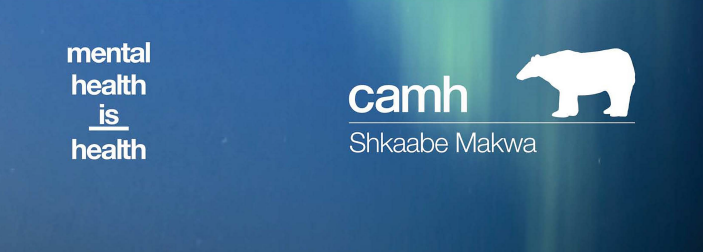 mental
health
is
health
camh
Shkaabe Makwa